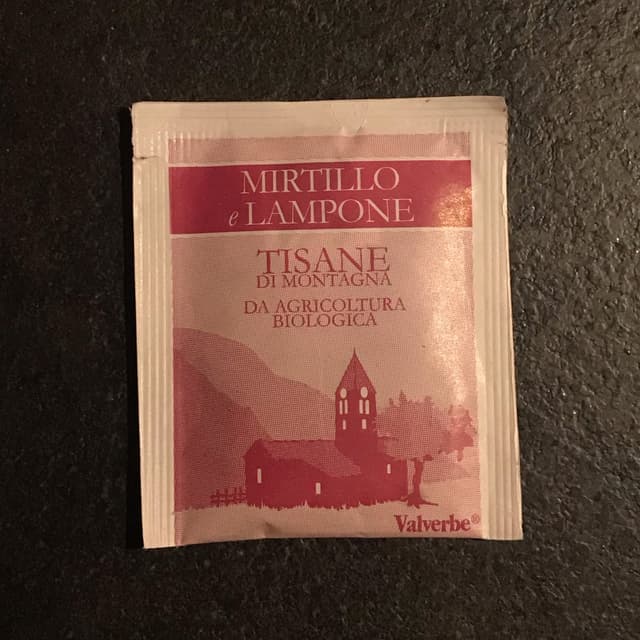 MIRTILLO
e LAMPONE
TISANE
DI MONTAGNA
DA AGRICOLTURA
BIOLOGICA
Valverbe®